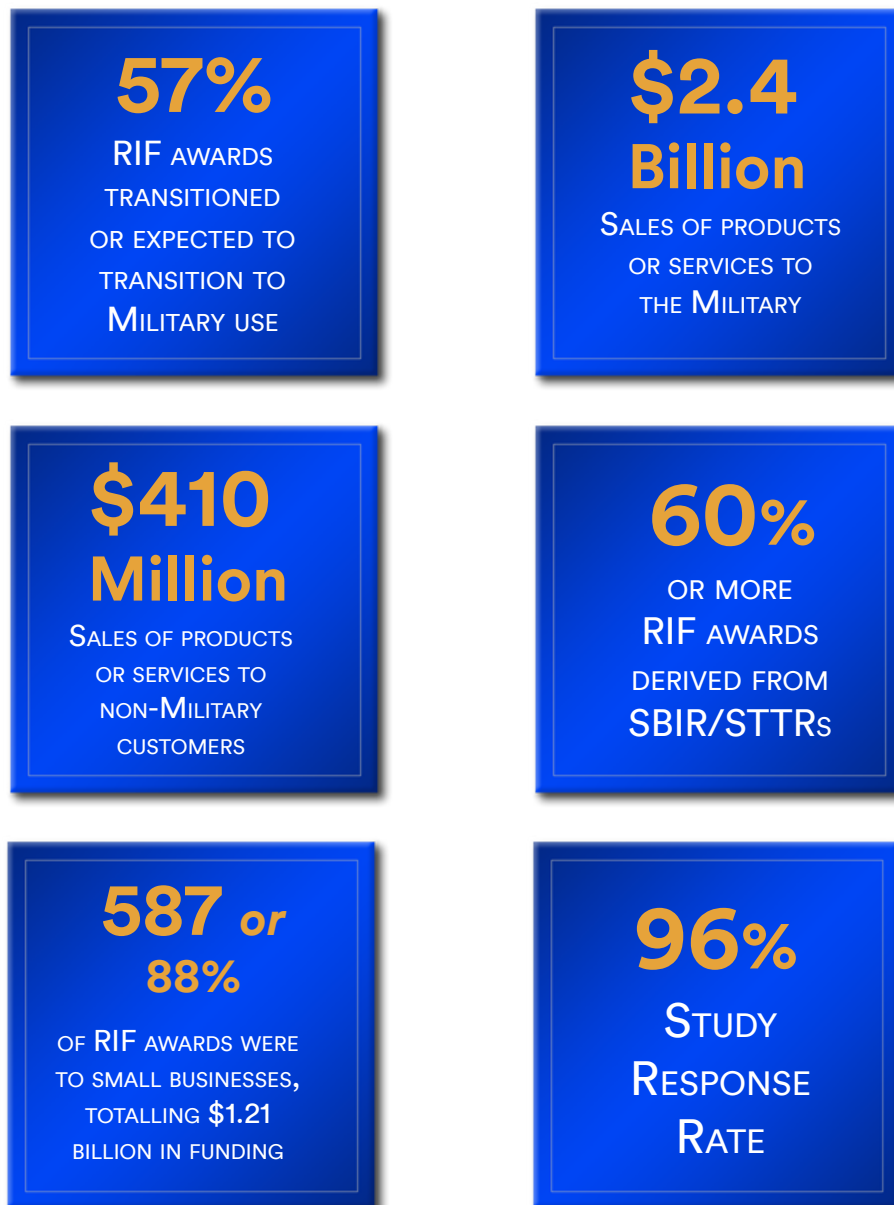 57%
RIF awards
transitioned
or expected to
transition to
Military use
$2.4
Billion
Sales of products
or services to
the Military
$410
Million
Sales of products
or services to
non-Military
customers
60%
or more
RIF awards
derived from
SBIR/STTRs
587 or
88%
of RIF awards were
to small businesses,
totalling $1.21
billion in funding
96%
Study
Response
Rate